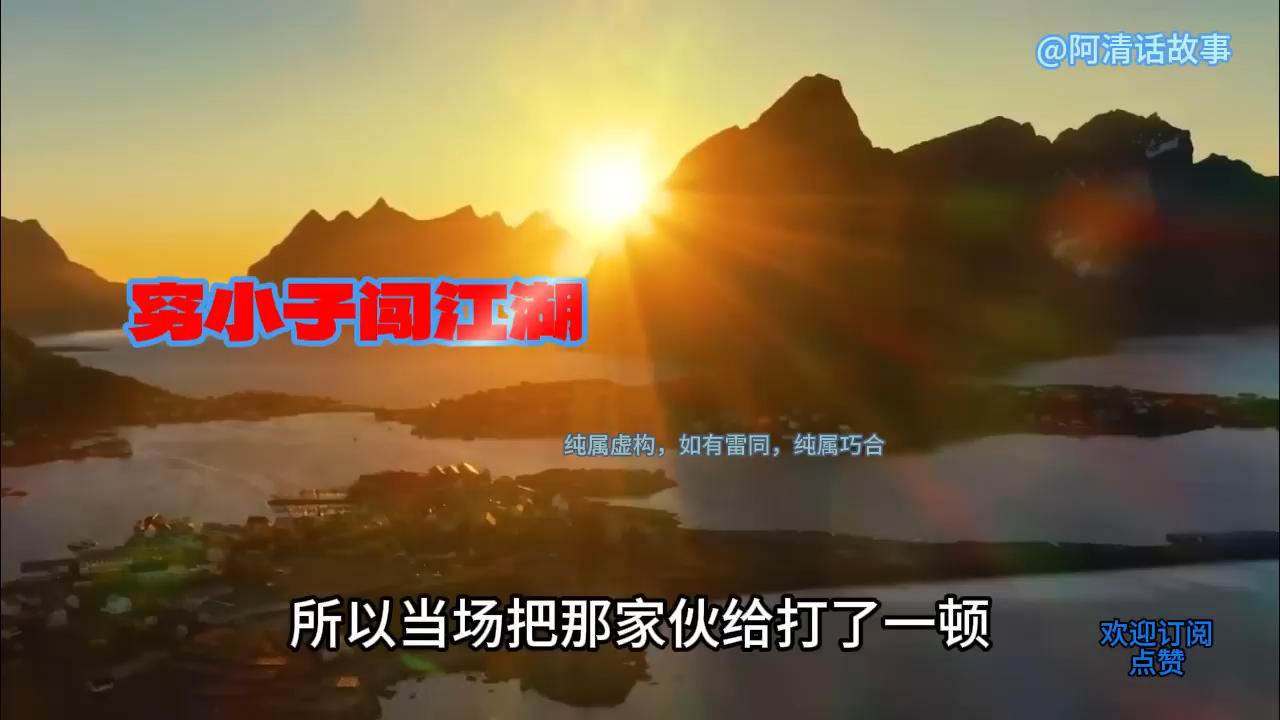 @阿清话故事
穷小子闯江湖
纯属虚构，如有雷同，纯属巧合
所以当场把那家伙给打了一顿
欢迎订阅
点赞